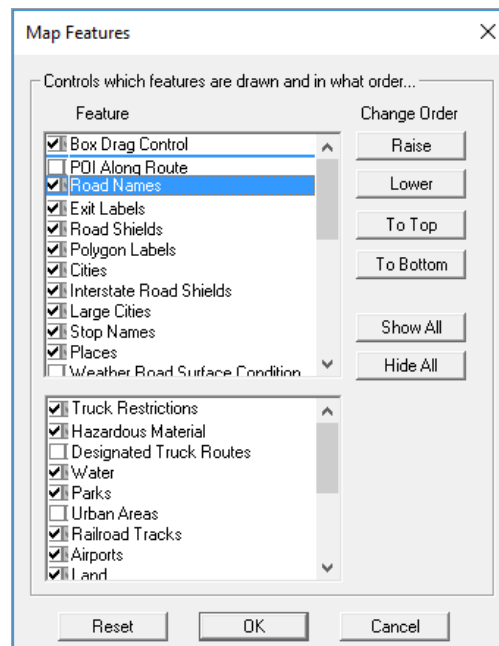 Map Features
Controls which features are drawn and in what order...
Feature
Change Order
Box Drag Control
POI Along Route
Road Names
Exit Labels
Road Shields
Polygon Labels
Cities
Interstate Road Shields
Large Cities
Stop Names
Places
Weather Road Surface Condition
Raise
Lower
To Top
To Bottom
Show All
Hide All
Truck Restrictions
Hazardous Material
Designated Truck Routes
Water
Parks
Urban Areas
Railroad Tracks
Airports
Land
Reset
OK
Cancel